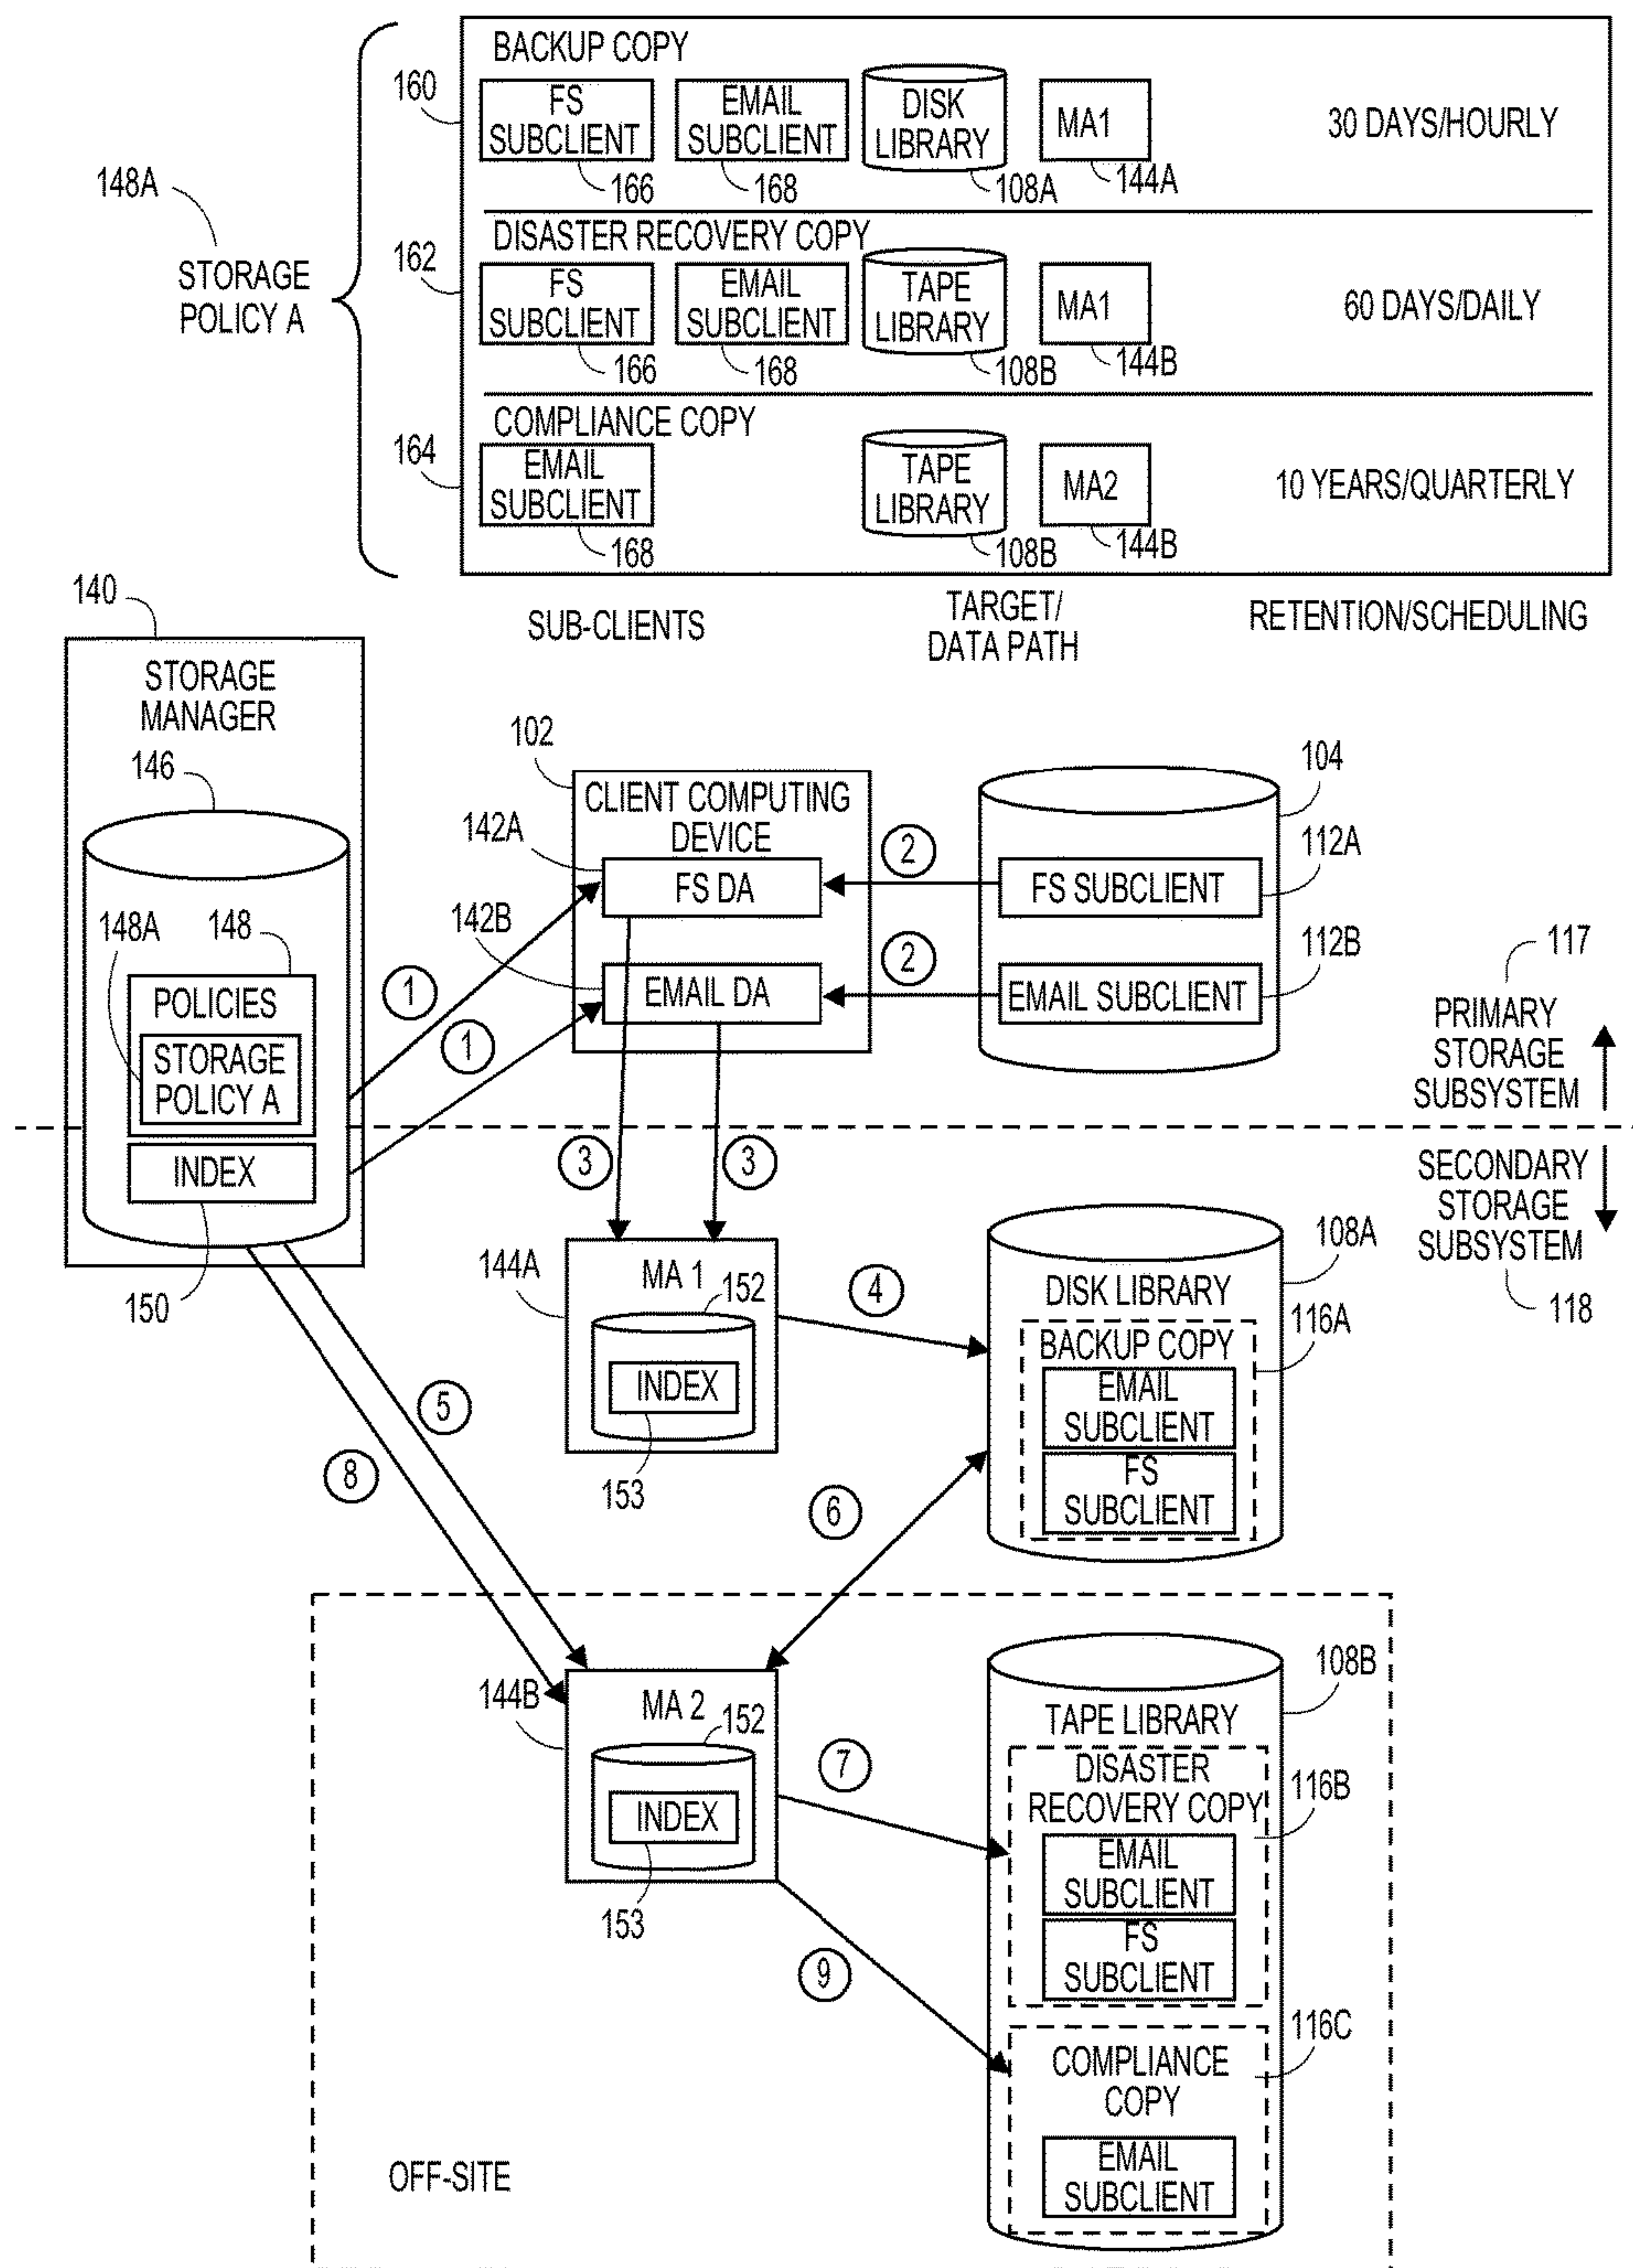 BACKUP COPY
160
FS
SUBCLIENT
166
EMAIL
SUBCLIENT
168
DISK
LIBRARY
108A
MA1
144A
30 DAYS/HOURLY
148A
STORAGE
POLICY A
DISASTER RECOVERY COPY
162
FS
SUBCLIENT
166
EMAIL
SUBCLIENT
168
TAPE
LIBRARY
108B
MA1
144B
60 DAYS/DAILY
COMPLIANCE COPY
164
EMAIL
SUBCLIENT
168
TAPE
LIBRARY
108B
MA2
144B
10 YEARS/QUARTERLY
SUB-CLIENTS
TARGET/
DATA PATH
RETENTION/SCHEDULING
140
STORAGE
MANAGER
146
148A
148
POLICIES
STORAGE
POLICY A
INDEX
150
102
CLIENT COMPUTING
DEVICE
142A
FS DA
142B
EMAIL DA
1
1
2
2
104
112A
FS SUBCLIENT
112B
EMAIL SUBCLIENT
117
PRIMARY
STORAGE
SUBSYSTEM
SECONDARY
STORAGE
SUBSYSTEM
118
3
3
144A
MA 1
152
INDEX
153
4
108A
DISK LIBRARY
116A
BACKUP COPY
EMAIL
SUBCLIENT
FS
SUBCLIENT
5
8
6
144B
MA 2
152
INDEX
153
7
9
108B
TAPE LIBRARY
DISASTER
RECOVERY COPY
116B
EMAIL
SUBCLIENT
FS
SUBCLIENT
116C
COMPLIANCE
COPY
EMAIL
SUBCLIENT
OFF-SITE